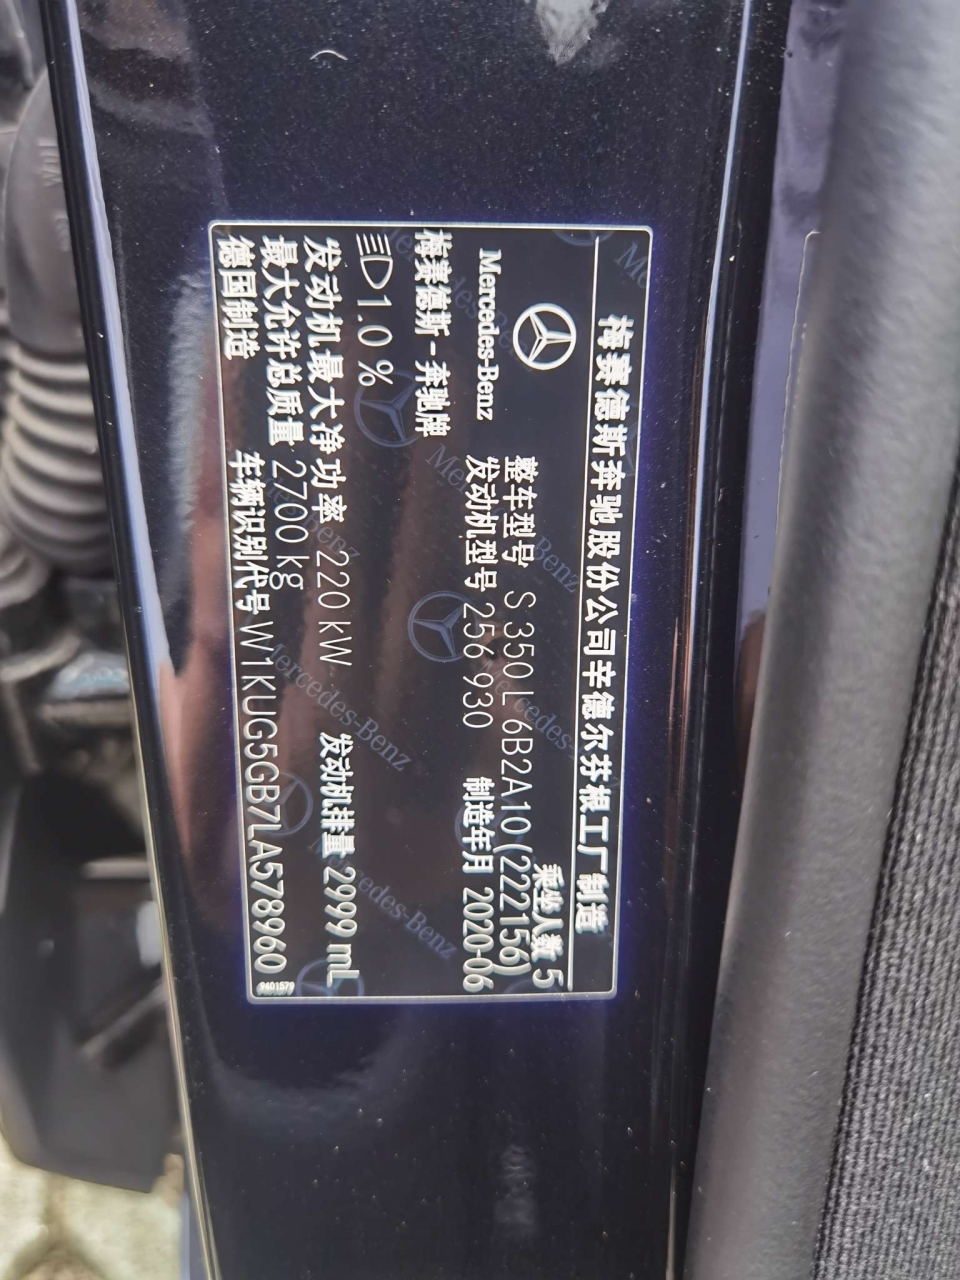 梅赛德斯奔驰股份公司辛德尔芬根工厂制造
乘坐人数 5
Mercedes-Benz
整车型号 S 350 L 6B2A10(222156)
梅赛德斯-奔驰牌
发动机型号 256 930
制造年月 2020-06
1.0 %
发动机最大净功率 220 kW
发动机排量 2999 mL
最大允许总质量 2700 kg
德国制造
车辆识别代号 W1KUG5GB7LA578960
9401579